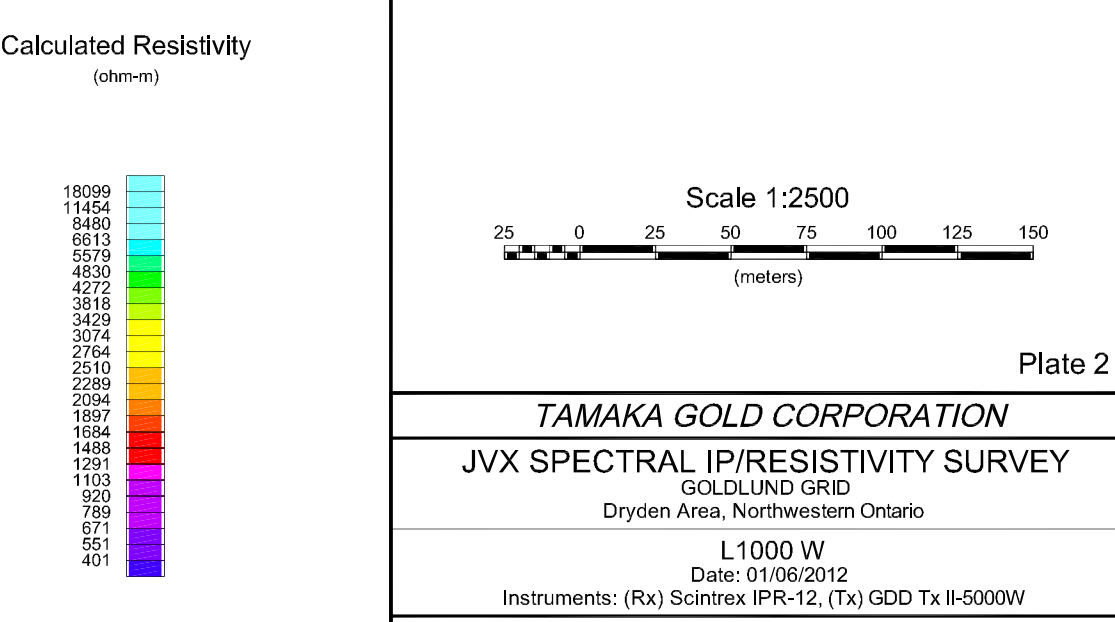 Calculated Resistivity
(ohm-m)
18099
11454
8480
6613
5579
4830
4272
3818
3429
3074
2764
2510
2289
2094
1897
1684
1488
1291
1103
920
789
671
551
401
Scale 1:2500
25 0 25 50 75 100 125 150
(meters)
Plate 2
TAMAKA GOLD CORPORATION
JVX SPECTRAL IP/RESISTIVITY SURVEY
GOLDLUND GRID
Dryden Area, Northwestern Ontario
L1000 W
Date: 01/06/2012
Instruments: (Rx) Scintrex IPR-12, (Tx) GDD Tx II-5000W